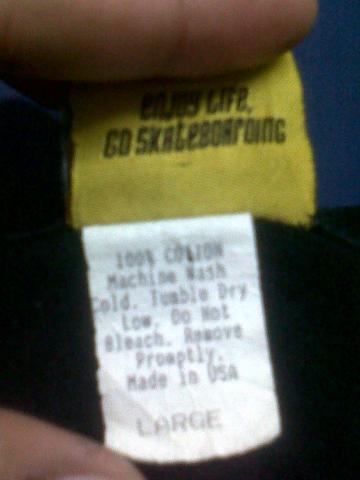 enjoy life.
GO SKateBOARDING
100% COTTON
Machine Wash
Cold. Tumble Dry
Low. Do Not
Bleach. Remove
Promptly.
Made in USA
LARGE